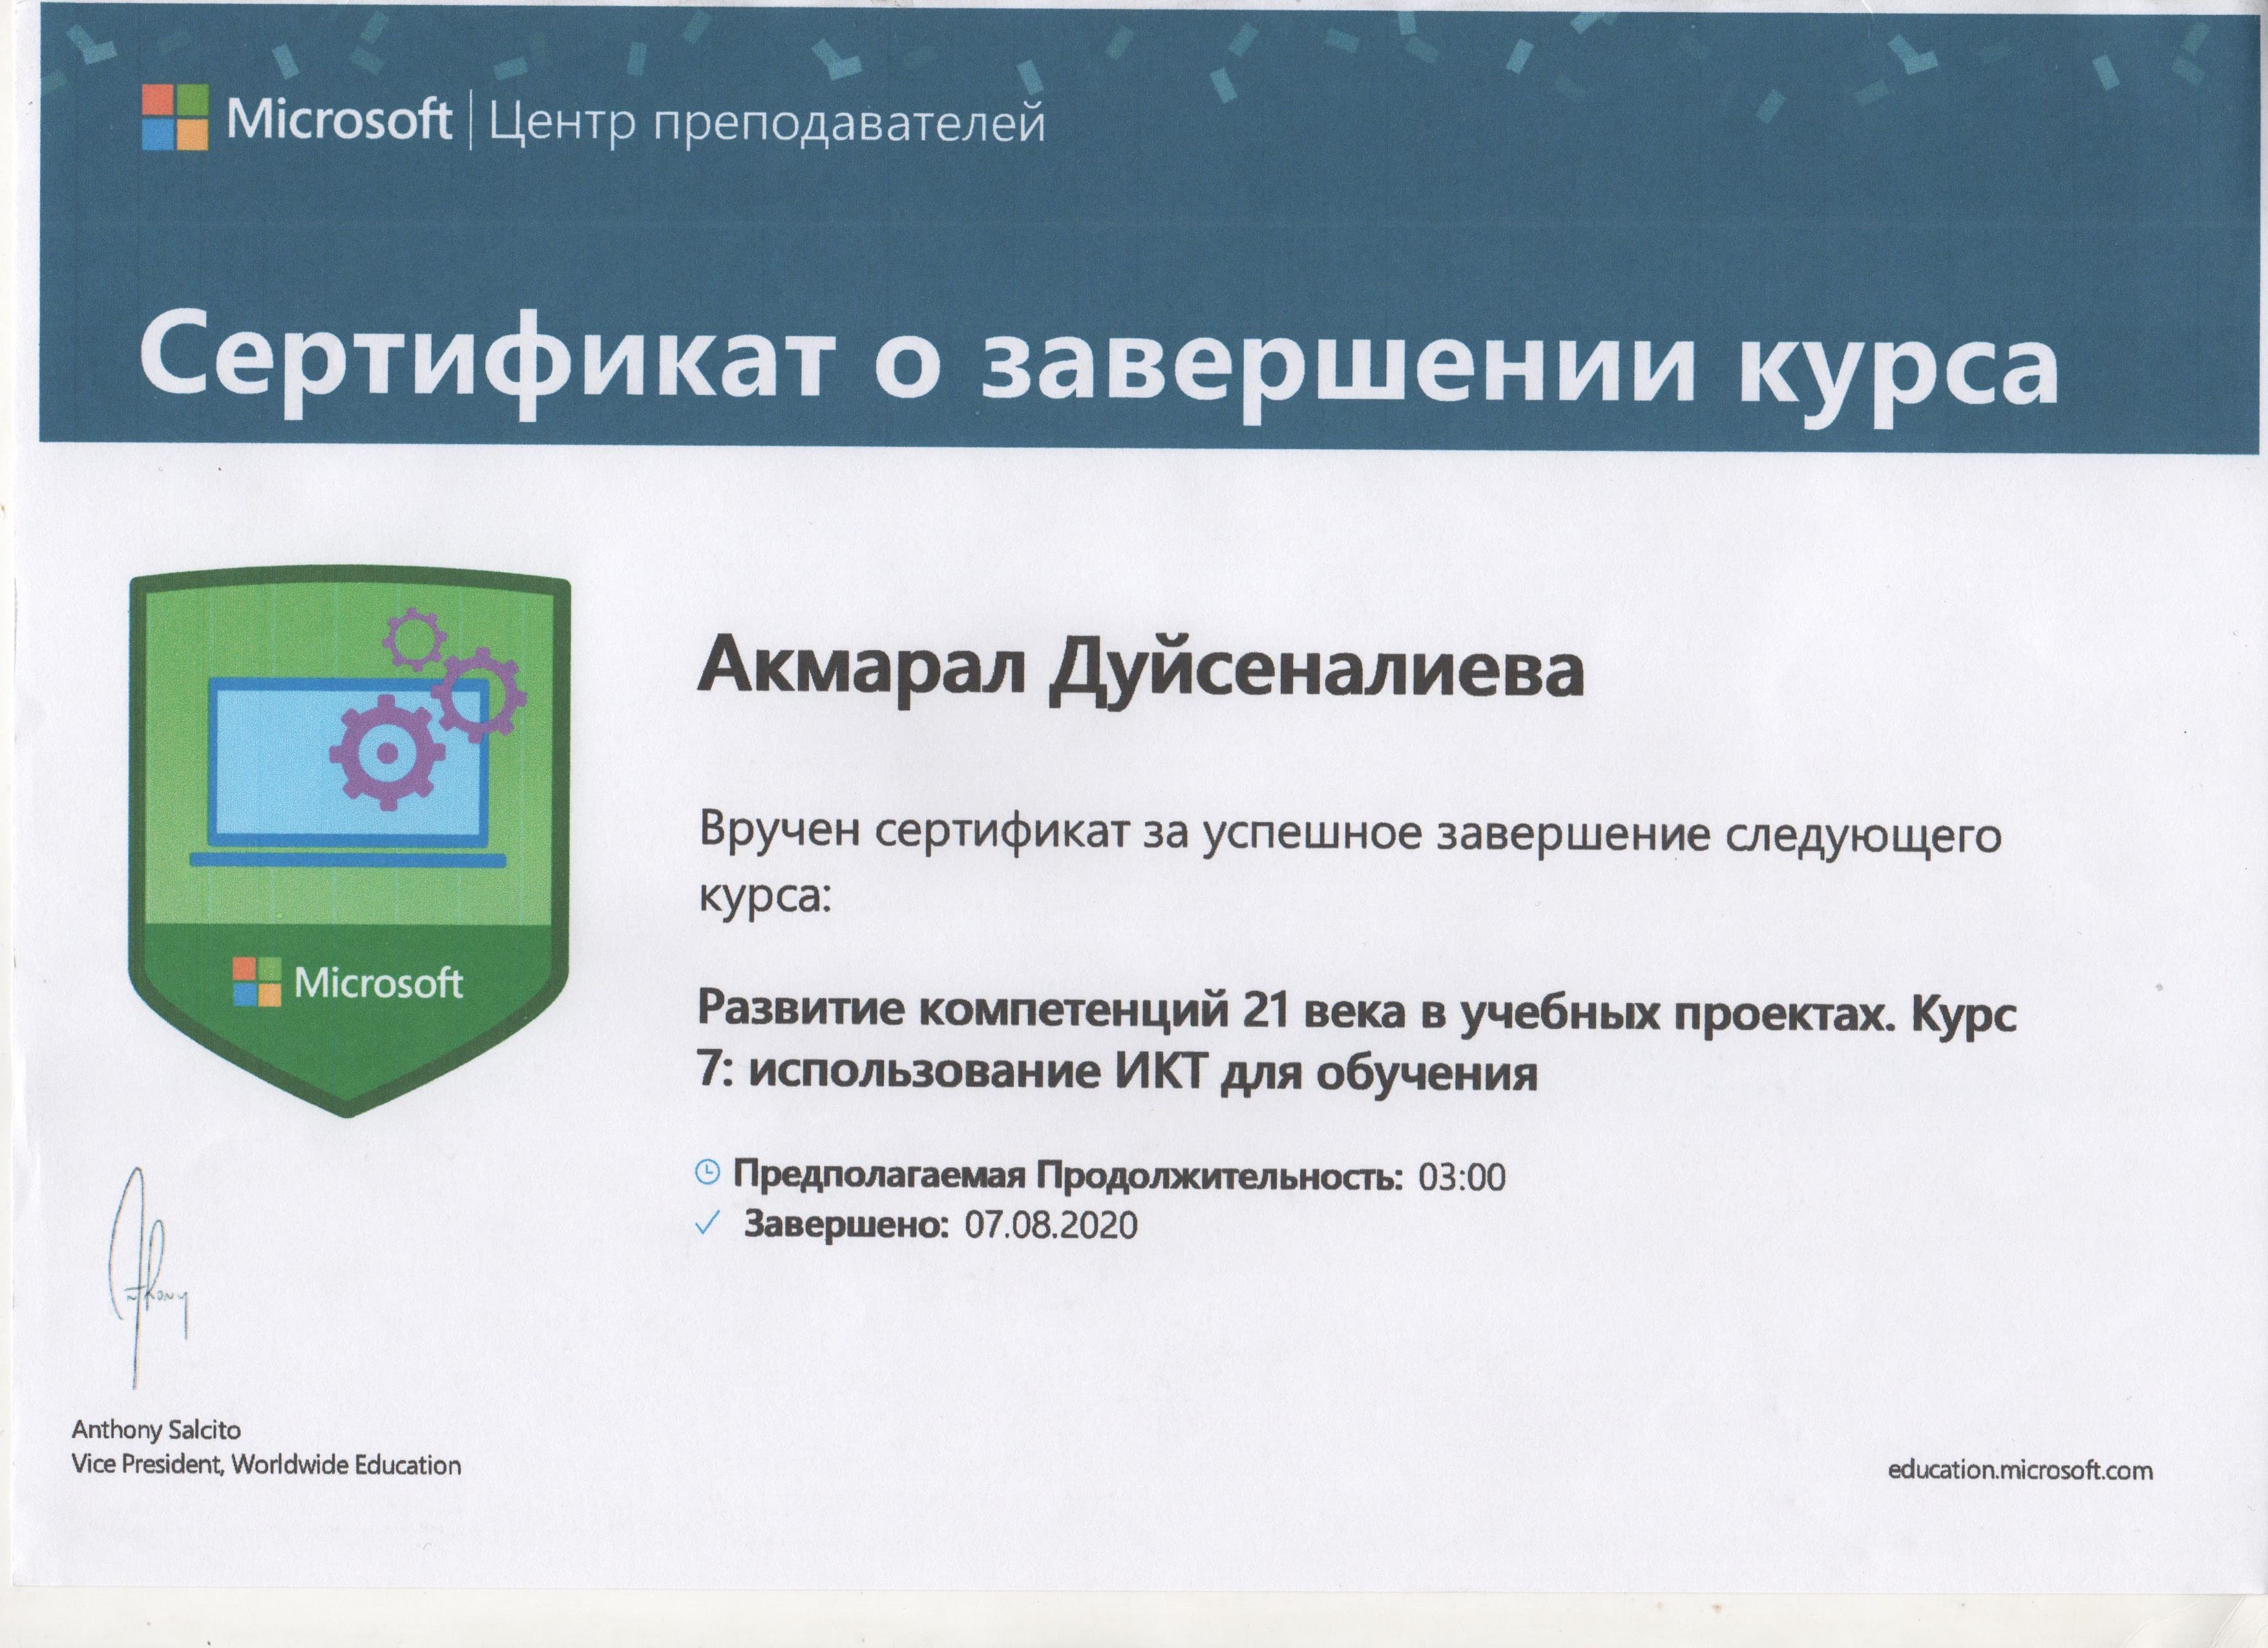 Microsoft | Центр преподавателей
Сертификат о завершении курса
Акмарал Дуйсеналиева
Вручен сертификат за успешное завершение следующего
курса:
Развитие компетенций 21 века в учебных проектах. Курс
7: использование ИКТ для обучения
Предполагаемая Продолжительность: 03:00
Завершено: 07.08.2020
Microsoft
Anthony
Anthony Salcito
Vice President, Worldwide Education
education.microsoft.com